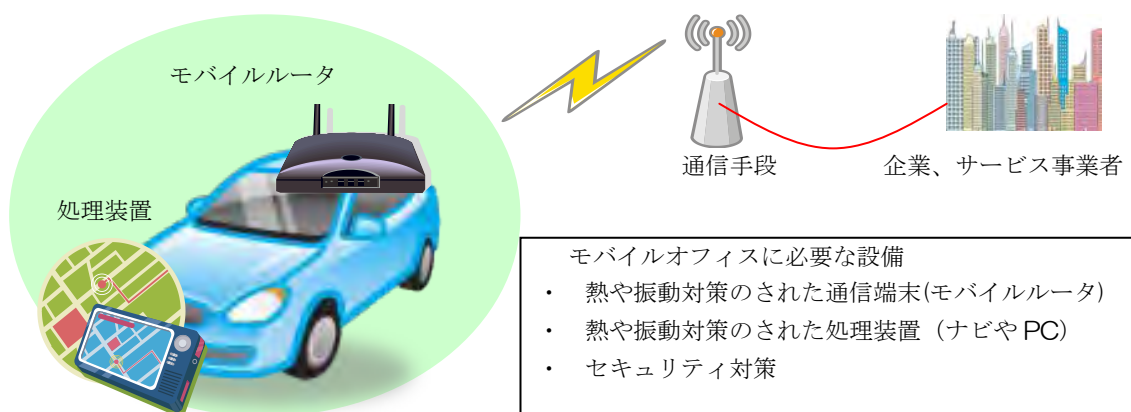 モバイルルータ
処理装置
通信手段
企業、サービス事業者
モバイルオフィスに必要な設備
・ 熱や振動対策のされた通信端末(モバイルルータ)
・ 熱や振動対策のされた処理装置（ナビや PC）
・ セキュリティ対策